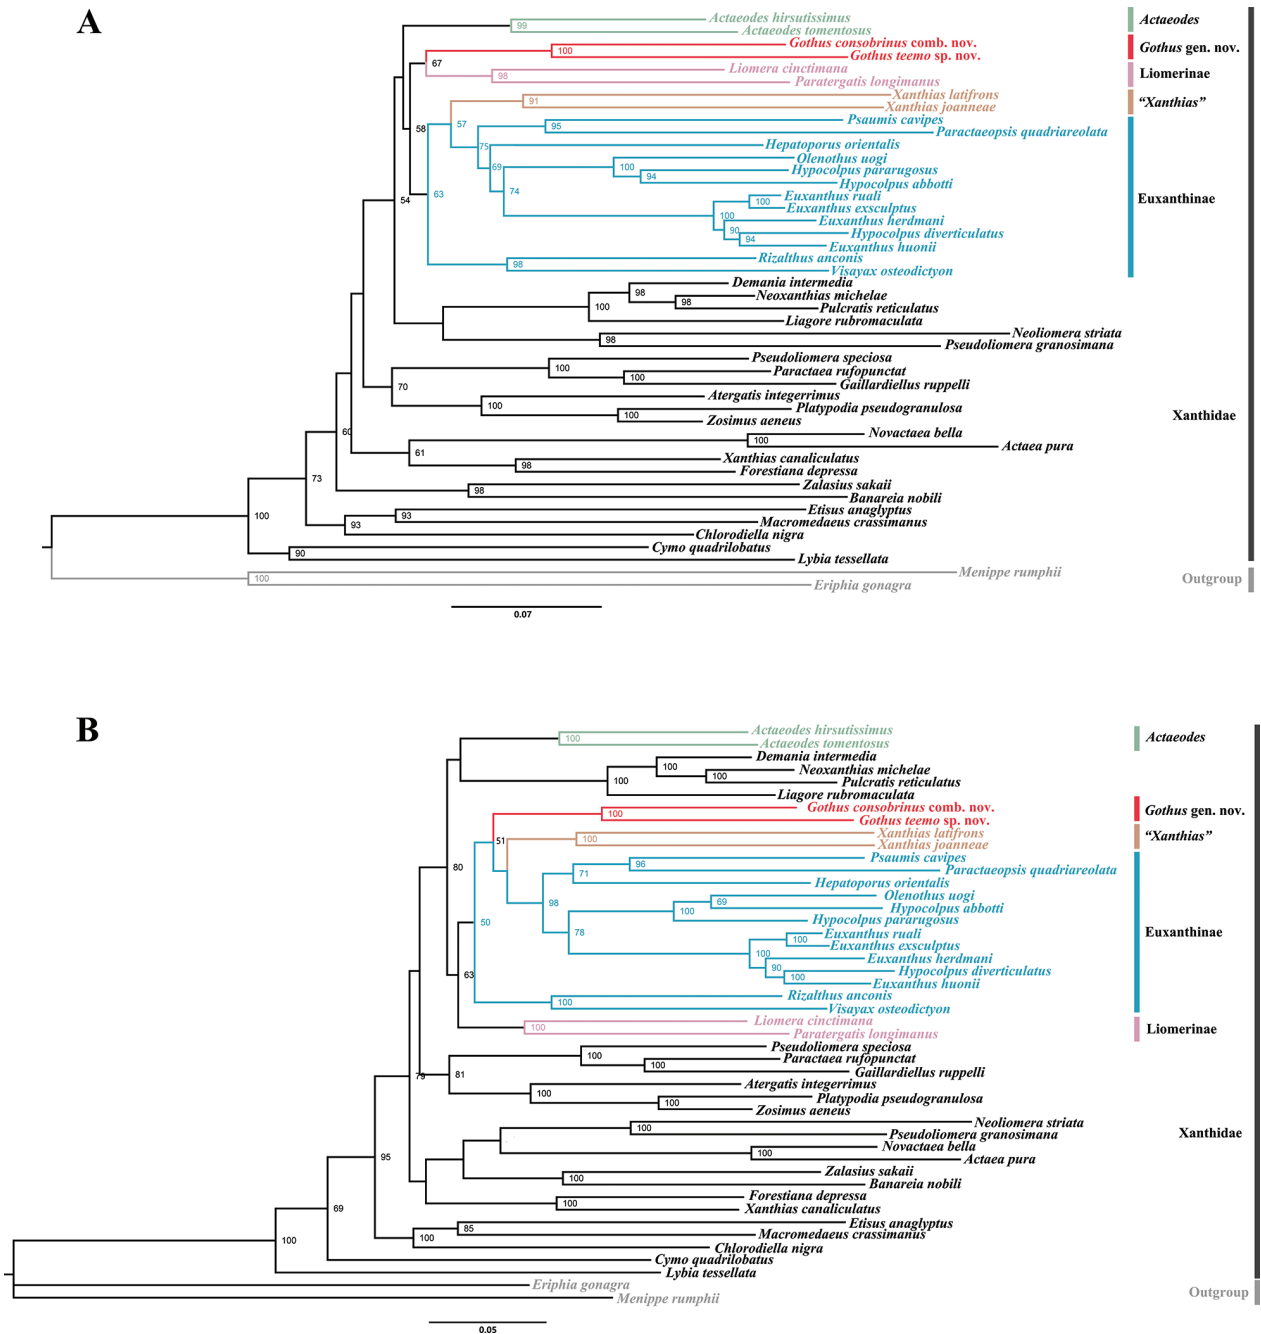 A
Actaeodes hirsutissimus
99
Actaeodes tomentosus
Actaeodes
Gothus consobrinus comb. nov.
100
Gothus teemo sp. nov.
Gothus gen. nov.
67
Liomera cinctimana
98
Paratergatis longimanus
Liomerinae
Xanthias latifrons
91
Xanthias joanneae
"Xanthias"
58
57
Psaumis cavipes
95
Paractaeopsis quadriareolata
75
Hepatoporus orientalis
Olenothus uogi
69
100
Hypocolpus pararugosus
94
Hypocolpus abbotti
74
63
54
Euxanthus ruali
100
Euxanthus exsculptus
Euxanthinae
100
Euxanthus herdmani
90
Hypocolpus diverticulatus
94
Euxanthus huonii
Rizalthus anconis
98
Visayax osteodictyon
Demania intermedia
98
Neoxanthias michelae
98
100
Pulcratis reticulatus
Liagore rubromaculata
Neoliomera striata
98
Pseudoliomera granosimana
Pseudoliomera speciosa
100
Paractaea rufopunctat
100
Gaillardiellus ruppelli
70
Atergatis integerrimus
100
Platypodia pseudogranulosa
100
Zosimus aeneus
Xanthidae
60
Novactaea bella
100
Actaea pura
61
Xanthias canaliculatus
98
Forestiana depressa
73
Zalasius sakaii
98
Banareia nobili
Etisus anaglyptus
93
100
93
Macromedaeus crassimanus
Chlorodiella nigra
Cymo quadrilobatus
90
Lybia tessellata
Menippe rumphii
100
Eriphia gonagra
Outgroup
0.07
B
Actaeodes hirsutissimus
100
Actaeodes tomentosus
Actaeodes
Demania intermedia
100
Neoxanthias michelae
100
100
Pulcratis reticulatus
Liagore rubromaculata
Gothus consobrinus comb. nov.
100
Gothus teemo sp. nov.
Gothus gen. nov.
Xanthias latifrons
51
100
Xanthias joanneae
"Xanthias"
Psaumis cavipes
80
96
Paractaeopsis quadriareolata
71
Hepatoporus orientalis
Olenothus uogi
98
100
69
Hypocolpus abbotti
Hypocolpus pararugosus
50
78
Euxanthus ruali
100
Euxanthus exsculptus
Euxanthinae
100
Euxanthus herdmani
90
Hypocolpus diverticulatus
63
100
Euxanthus huonii
Rizalthus anconis
100
Visayax osteodictyon
Liomera cinctimana
100
Paratergatis longimanus
Liomerinae
Pseudoliomera speciosa
100
Paractaea rufopunctat
100
Gaillardiellus ruppelli
79
81
Atergatis integerrimus
100
Platypodia pseudogranulosa
100
Zosimus aeneus
Neoliomera striata
100
Pseudoliomera granosimana
Xanthidae
Novactaea bella
100
Actaea pura
95
Zalasius sakaii
100
Banareia nobili
Forestiana depressa
100
Xanthias canaliculatus
69
Etisus anaglyptus
85
100
100
Macromedaeus crassimanus
Chlorodiella nigra
Cymo quadrilobatus
Lybia tessellata
Eriphia gonagra
Menippe rumphii
Outgroup
0.05